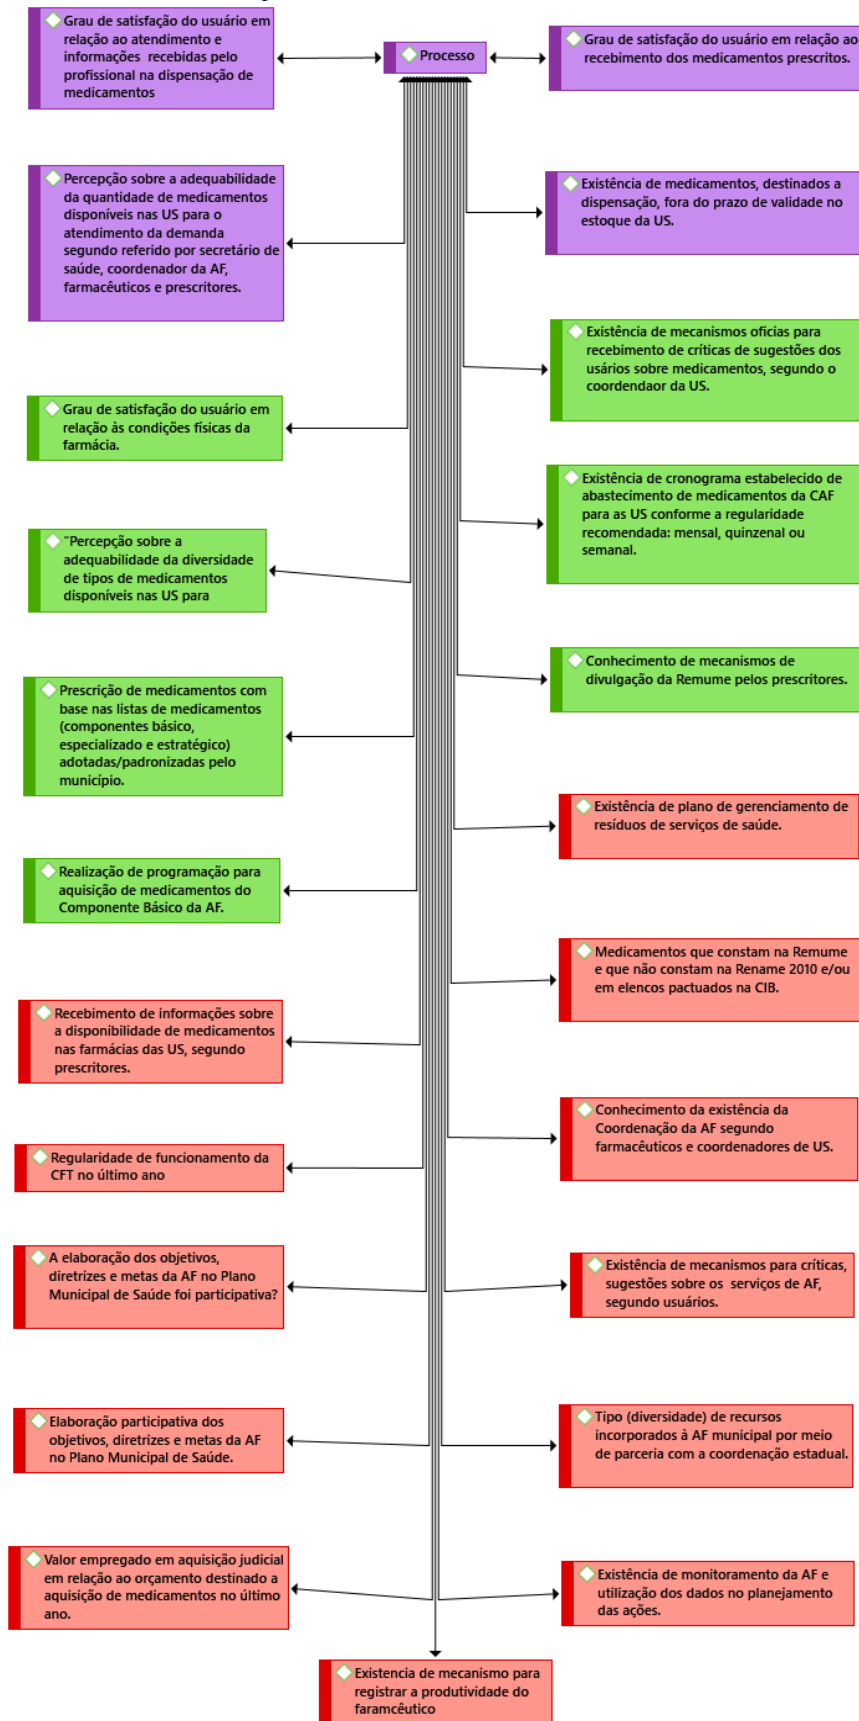 Grau de satisfação do usuário em
relação ao atendimento e
informações recebidas pelo
profissional na dispensação de
medicamentos
Processo
Grau de satisfação do usuário em relação ao
recebimento dos medicamentos prescritos.
Percepção sobre a adequabilidade
da quantidade de medicamentos
disponíveis nas US para o
atendimento da demanda
segundo referido por secretário de
saúde, coordenador da AF,
farmacêuticos e prescritores.
Existência de medicamentos, destinados a
dispensação, fora do prazo de validade no
estoque da US.
Existência de mecanismos oficias para
recebimento de críticas de sugestões dos
usários sobre medicamentos, segundo o
coordendaor da US.
Grau de satisfação do usuário em
relação às condições físicas da
farmácia.
Existência de cronograma estabelecido de
abastecimento de medicamentos da CAF
para as US conforme a regularidade
recomendada: mensal, quinzenal ou
semanal.
"Percepção sobre a
adequabilidade da diversidade
de tipos de medicamentos
disponíveis nas US para
Conhecimento de mecanismos de
divulgação da Remume pelos prescritores.
Prescrição de medicamentos com
base nas listas de medicamentos
(componentes básico,
especializado e estratégico)
adotadas/padronizadas pelo
município.
Existência de plano de gerenciamento de
resíduos de serviços de saúde.
Realização de programação para
aquisição de medicamentos do
Componente Básico da AF.
Medicamentos que constam na Remume
e que não constam na Rename 2010 e/ou
em elencos pactuados na CIB.
Recebimento de informações sobre
a disponibilidade de medicamentos
nas farmácias das US, segundo
prescritores.
Conhecimento da existência da
Coordenação da AF segundo
farmacêuticos e coordenadores de US.
Regularidade de funcionamento da
CFT no último ano
A elaboração dos objetivos,
diretrizes e metas da AF no Plano
Municipal de Saúde foi participativa?
Existência de mecanismos para críticas,
sugestões sobre os serviços de AF,
segundo usuários.
Elaboração participativa dos
objetivos, diretrizes e metas da AF
no Plano Municipal de Saúde.
Tipo (diversidade) de recursos
incorporados à AF municipal por meio
de parceria com a coordenação estadual.
Valor empregado em aquisição judicial
em relação ao orçamento destinado a
aquisição de medicamentos no último
ano.
Existência de monitoramento da AF e
utilização dos dados no planejamento
das ações.
Existencia de mecanismo para
registrar a produtividade do
faramcêutico